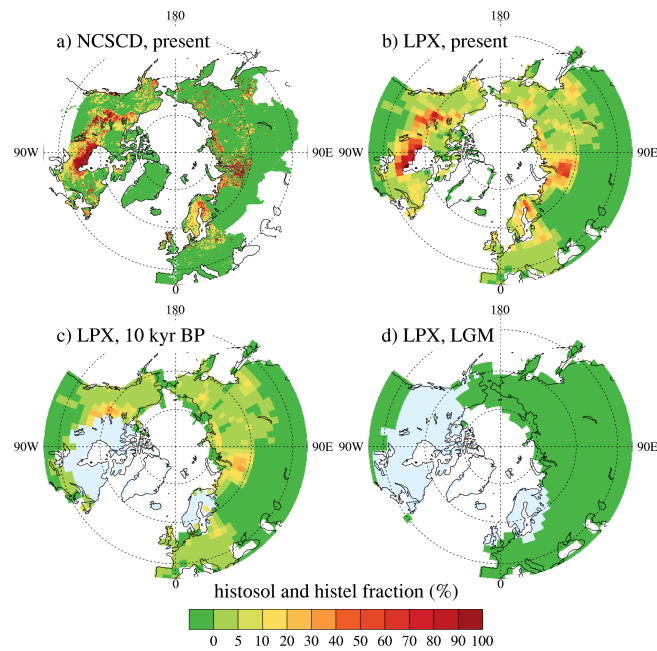 180
a) NCSCD, present
b) LPX, present
90W
90E 90W
90E
0
0
180
180
c) LPX, 10 kyr BP
d) LPX, LGM
90W
90E 90W
90E
0
0
histosol and histel fraction (%)
0 5 10 20 30 40 50 60 70 80 90 100